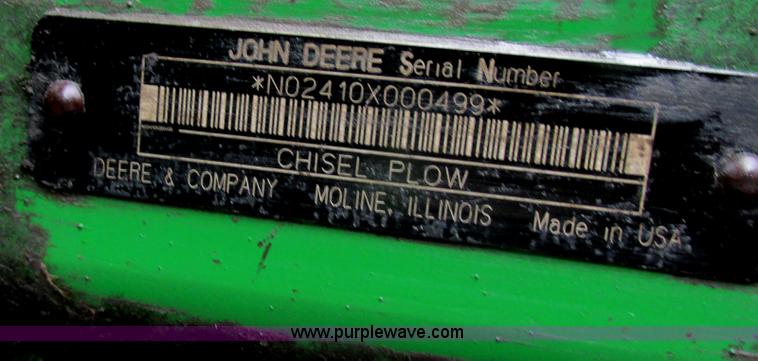 JOHN DEERE Serial Number
*N02410X000499*
CHISEL PLOW
DEERE & COMPANY MOLINE, ILLINOIS Made in USA
www.purplewave.com